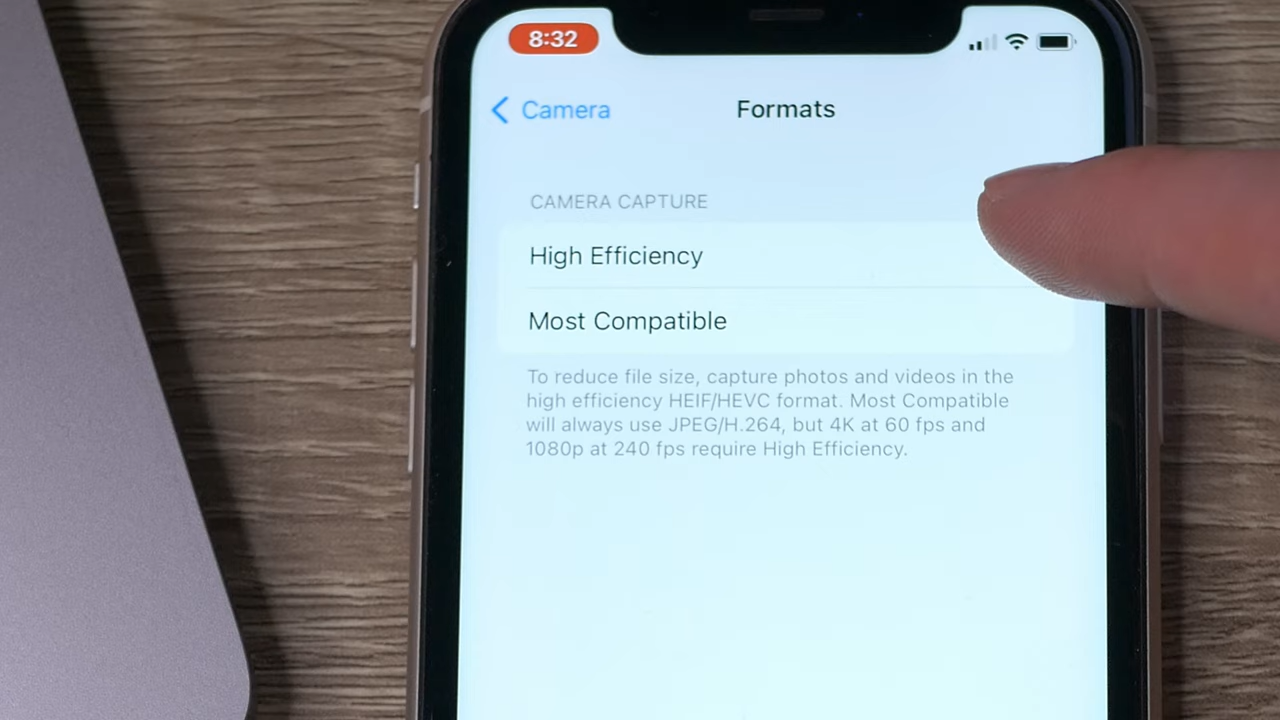 8:32
Camera
Formats
CAMERA CAPTURE
High Efficiency
Most Compatible
To reduce file size, capture photos and videos in the
high efficiency HEIF/HEVC format. Most Compatible
will always use JPEG/H.264, but 4K at 60 fps and
1080p at 240 fps require High Efficiency.